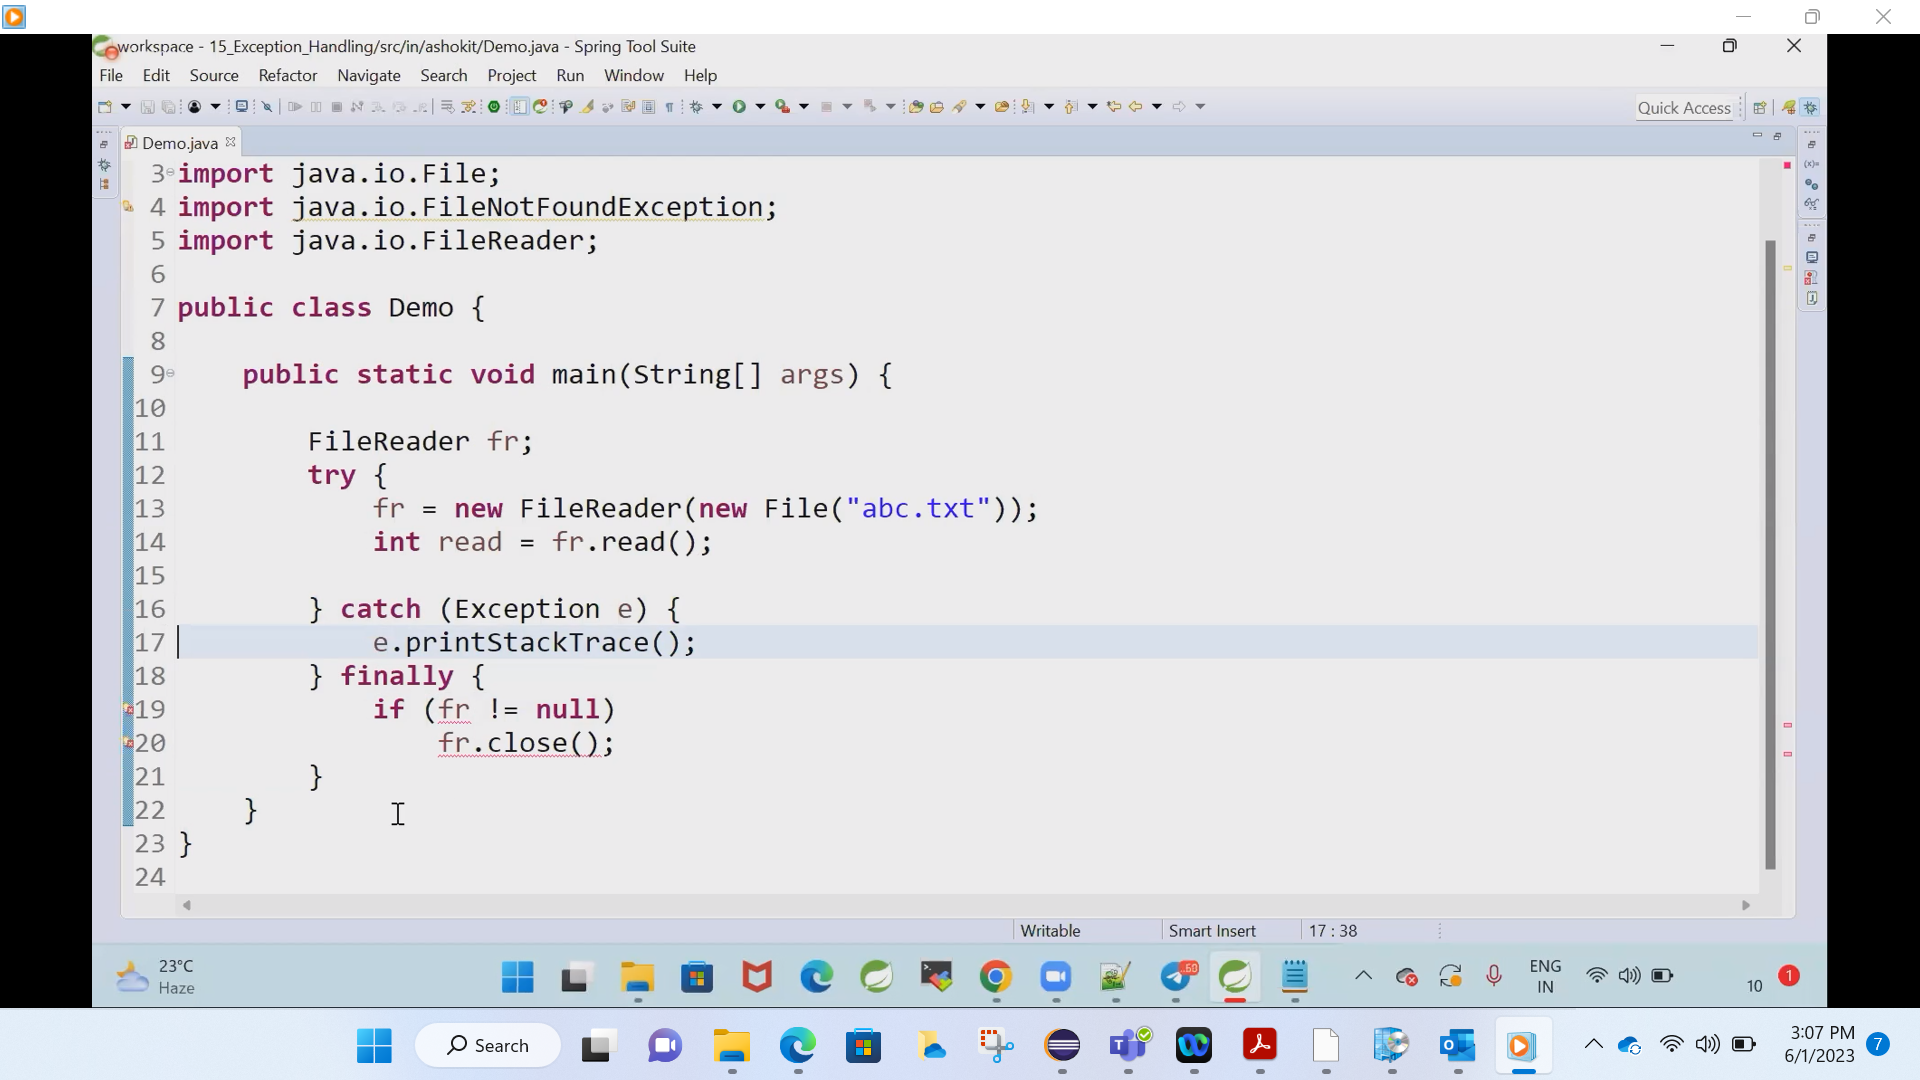 workspace - 15_Exception_Handling/src/in/ashokit/Demo.java - Spring Tool Suite
File Edit Source Refactor Navigate Search Project Run Window Help
Quick Access
Demo.java
3 import java.io.File;
4 import java.io.FileNotFoundException;
5 import java.io.FileReader;
6
7 public class Demo {
8
9 public static void main(String[] args) {
10
11 FileReader fr;
12 try {
13 fr = new FileReader(new File("abc.txt"));
14 int read = fr.read();
15
16 } catch (Exception e) {
17 e.printStackTrace();
18 } finally {
19 if (fr != null)
20 fr.close();
21 }
22 }
23 }
24
Writable Smart Insert 17 : 38
23°C
Haze
50
ENG
IN
10
1
Search
3:07 PM
6/1/2023
7